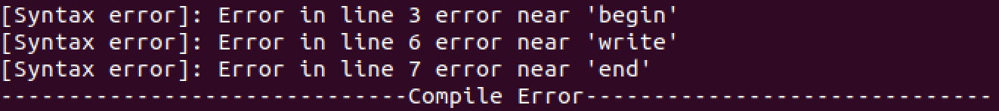 [Syntax error]: Error in line 3 error near 'begin'
[Syntax error]: Error in line 6 error near 'write'
[Syntax error]: Error in line 7 error near 'end'
------------------------------Compile Error------------------------------